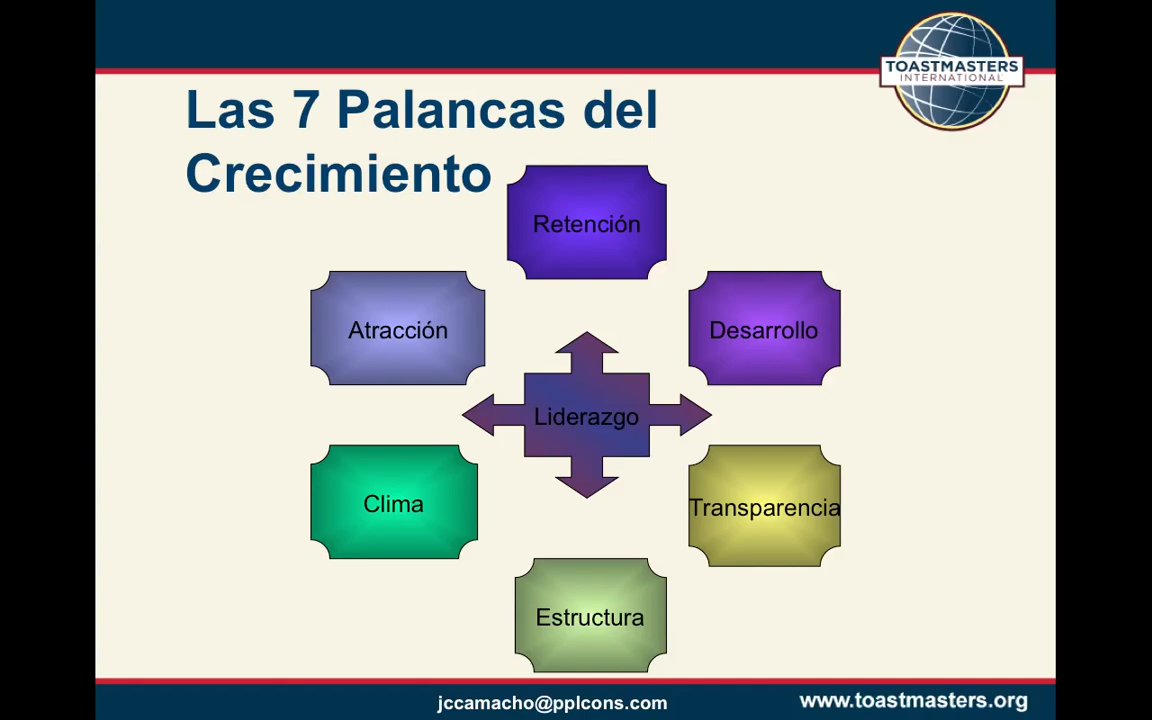 TOASTMASTERS
INTERNATIONAL
Las 7 Palancas del
Crecimiento
Retención
Atracción
Desarrollo
Liderazgo
Clima
Transparencia
Estructura
jccamacho@pplcons.com
www.toastmasters.org